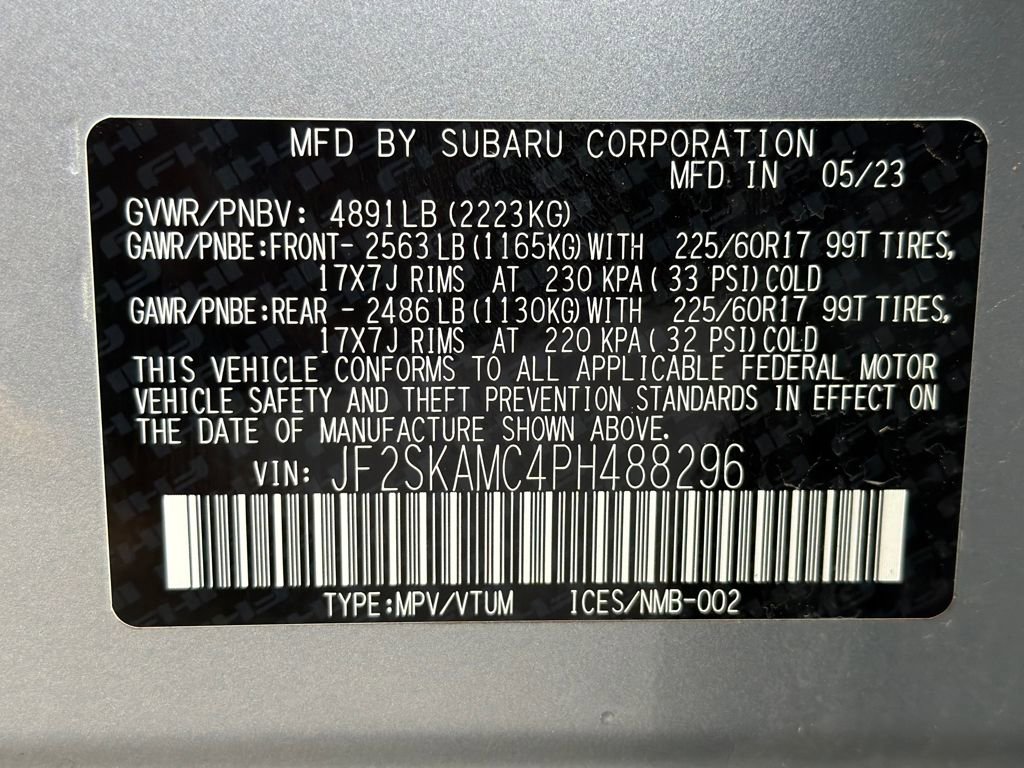 MFD BY SUBARU CORPORATION
MFD IN 05/23
GVWR/PNBV: 4891LB (2223KG)
GAWR/PNBE:FRONT- 2563 LB (1165KG) WITH 225/60R17 99T TIRES,
17X7J RIMS AT 230 KPA ( 33 PSI) COLD
GAWR/PNBE:REAR - 2486 LB (1130KG) WITH 225/60R17 99T TIRES,
17X7J RIMS AT 220 KPA ( 32 PSI) COLD
THIS VEHICLE CONFORMS TO ALL APPLICABLE FEDERAL MOTOR
VEHICLE SAFETY AND THEFT PREVENTION STANDARDS IN EFFECT ON
THE DATE OF MANUFACTURE SHOWN ABOVE.
VIN: JF2SKAMC4PH488296
TYPE:MPV/VTUM ICES/NMB-002